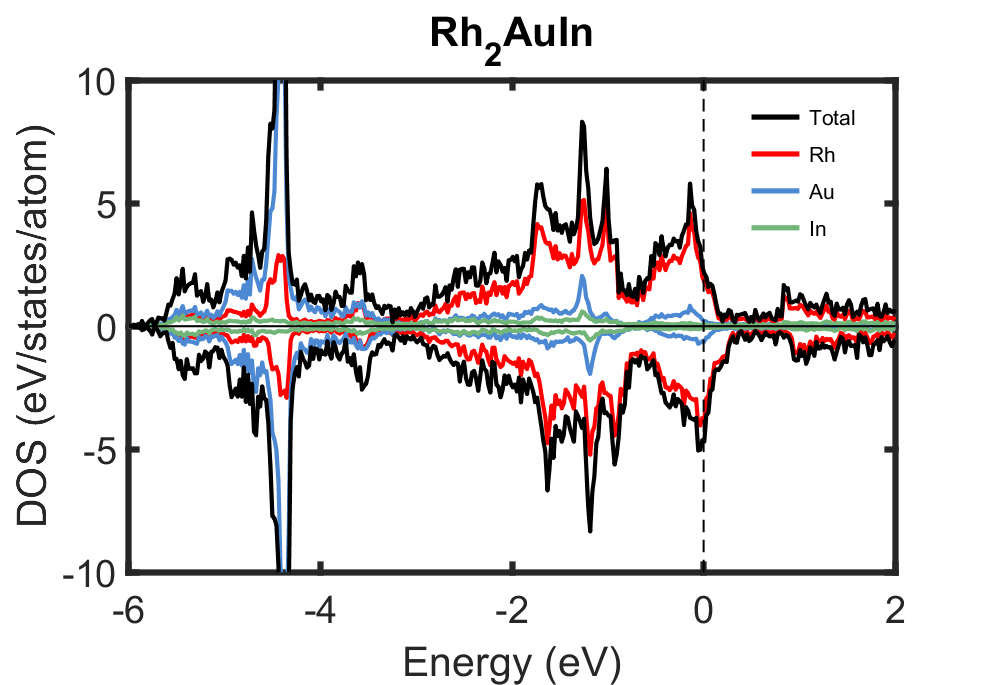 Rh2AuIn
10
5
0
-5
-10
DOS (eV/states/atom)
Total
Rh
Au
In
-6
-4
-2
0
2
Energy (eV)